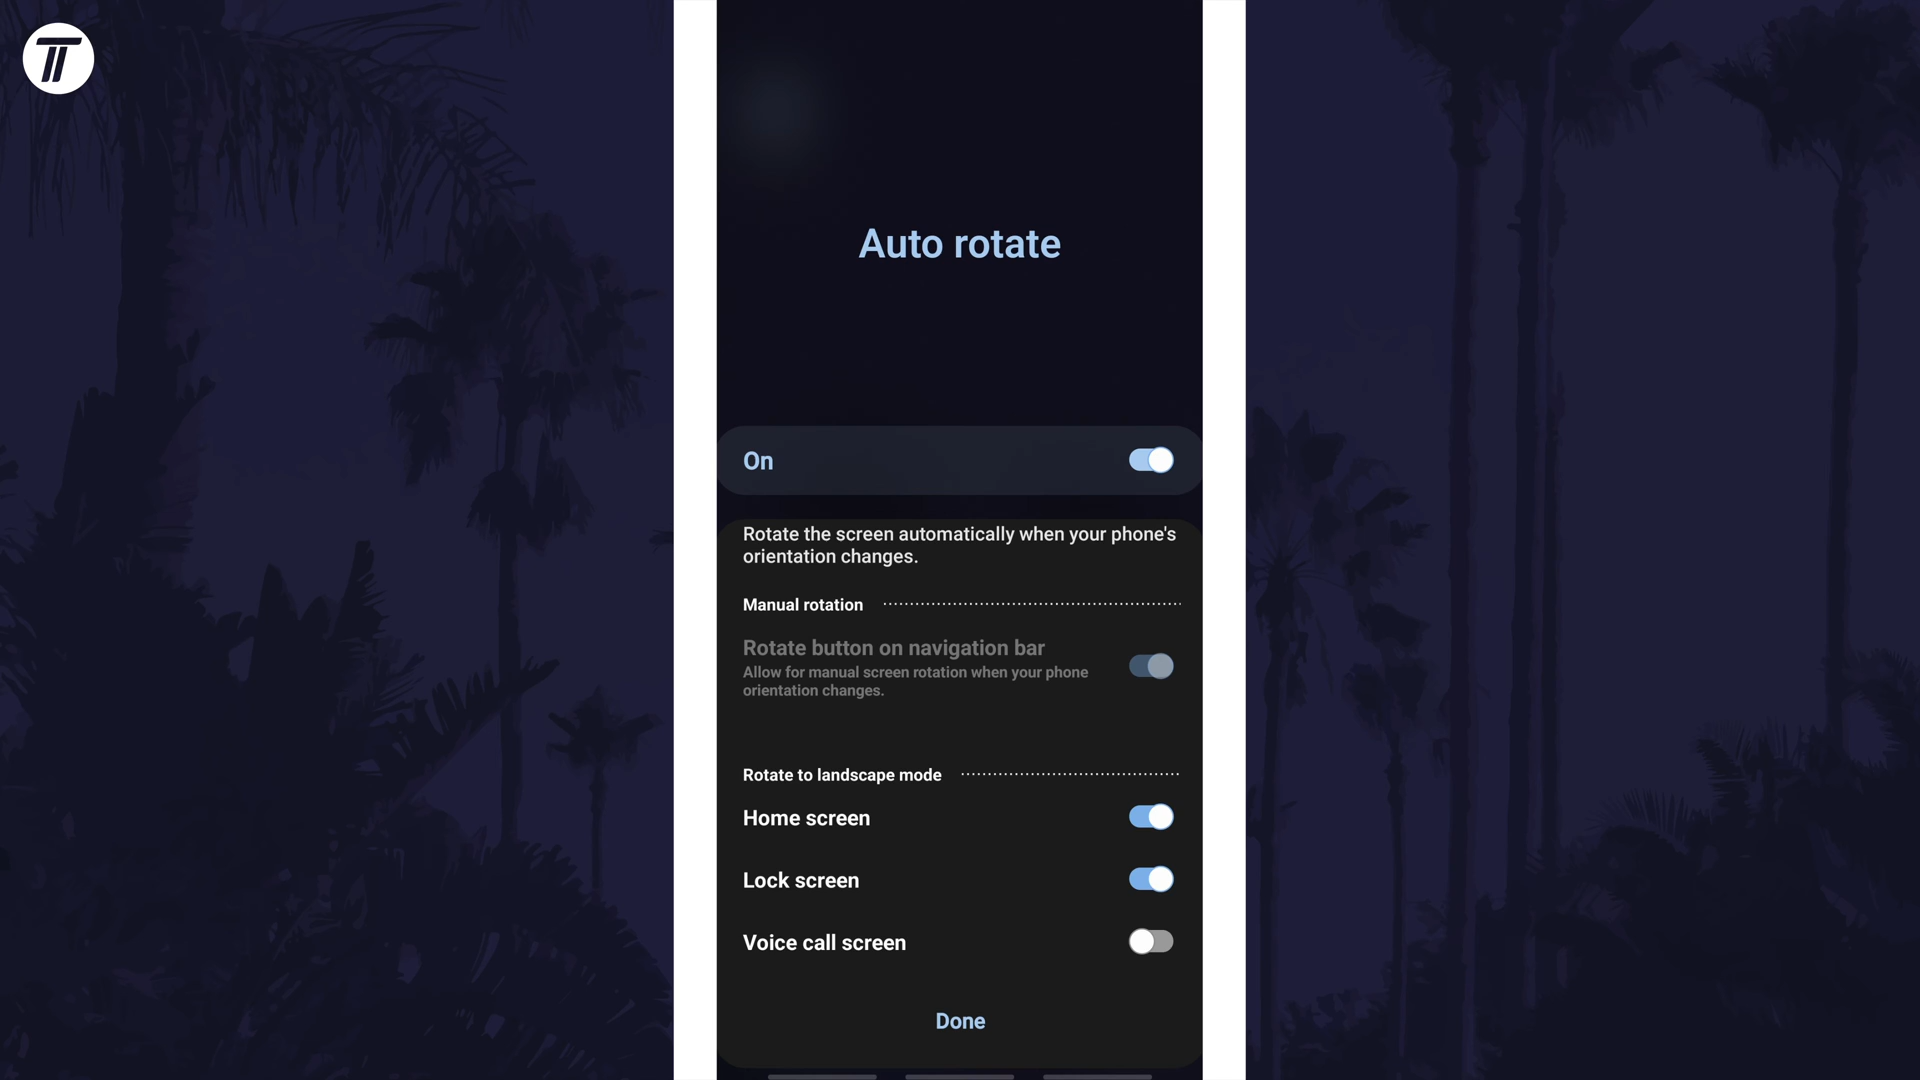 Auto rotate
On
Rotate the screen automatically when your phone's
orientation changes.
Manual rotation
Rotate button on navigation bar
Allow for manual screen rotation when your phone
orientation changes.
Rotate to landscape mode
Home screen
Lock screen
Voice call screen
Done